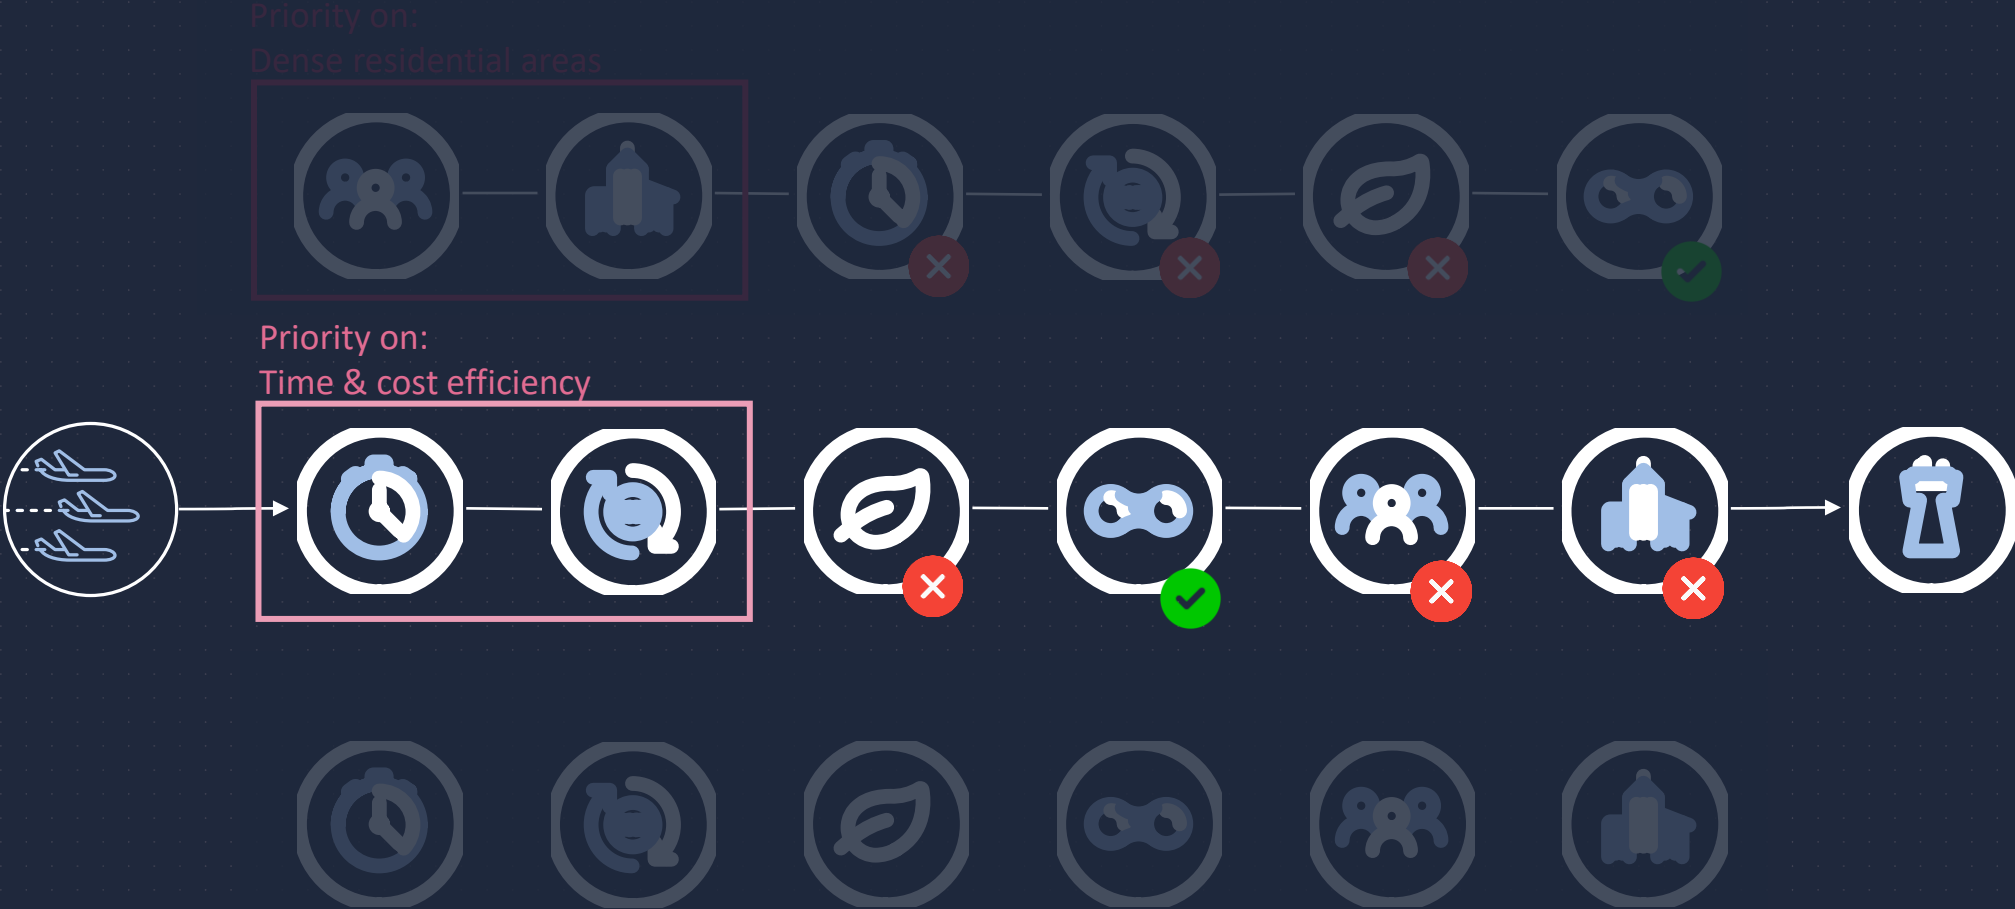 Priority on:
Dense residential areas
Priority on:
Time & cost efficiency